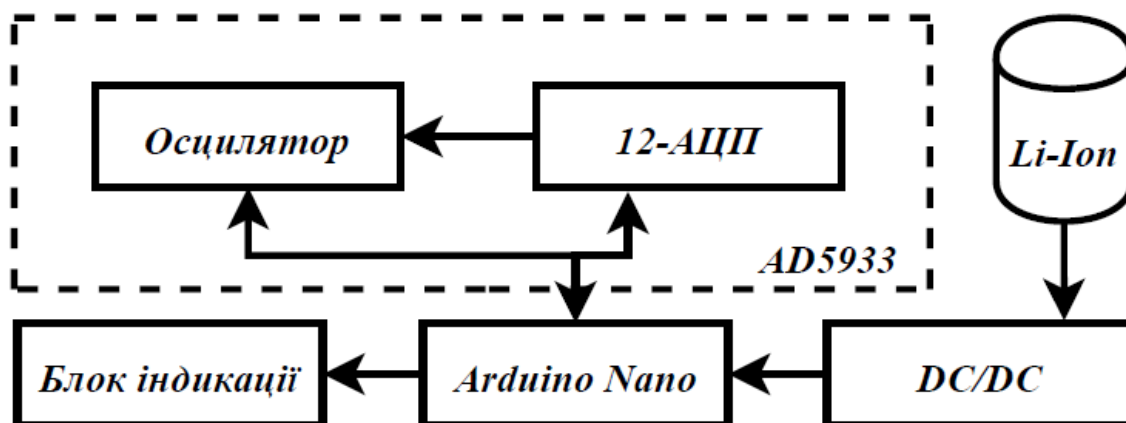 Осцилятор
12-АЦП
Li-Ion
AD5933
Блок індикації
Arduino Nano
DC/DC